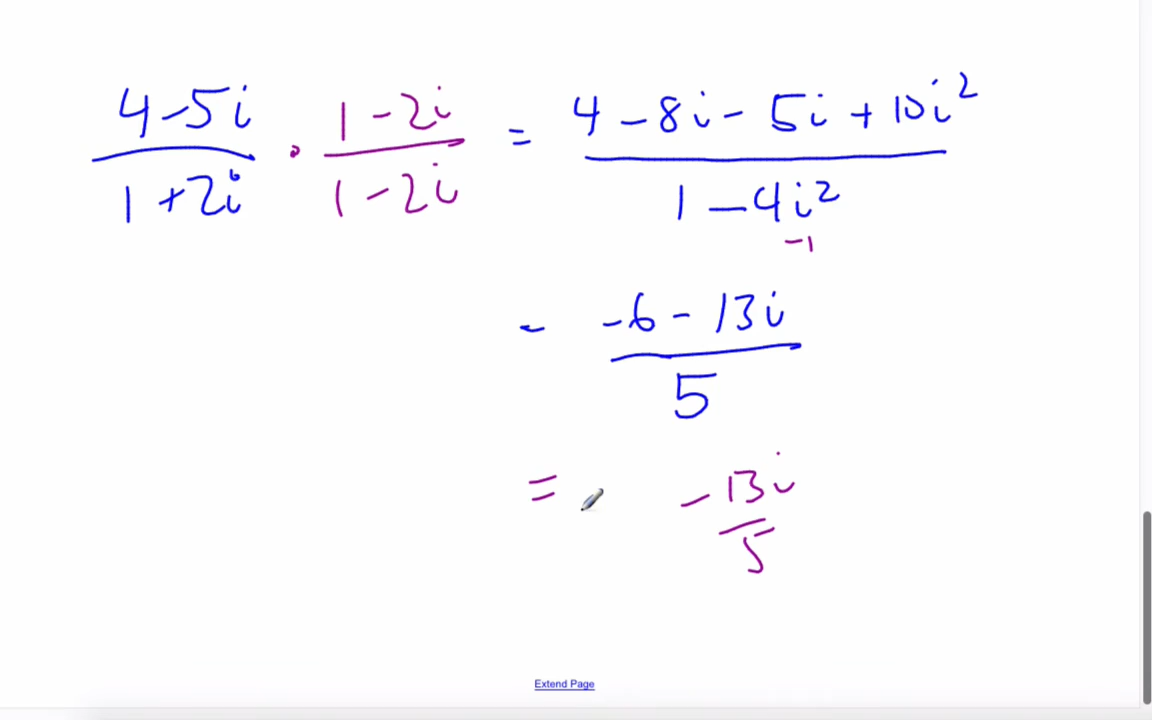 4-5i/1+2i · 1-2i/1-2i = 4-8i-5i+10i²/1-4i²
-1
= -6-13i/5
= -13i/5
Extend Page